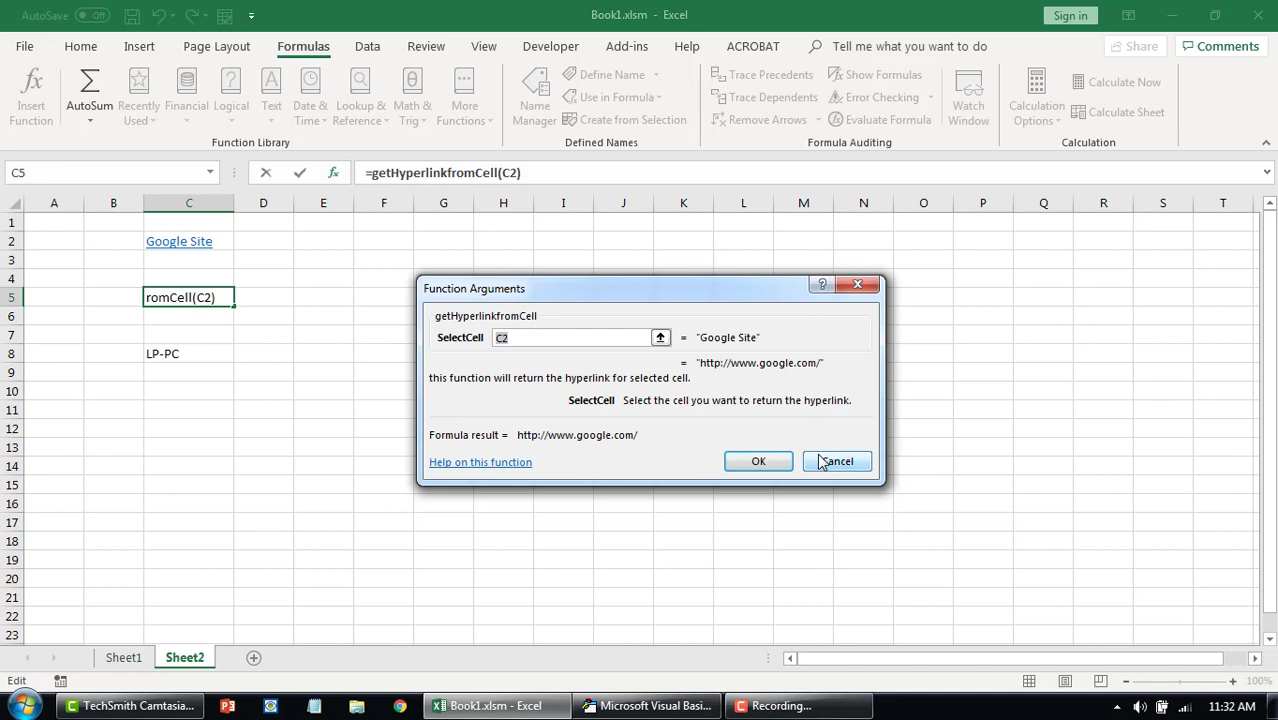 AutoSave Off Book1.xlsm - Excel Sign in
File Home Insert Page Layout Formulas Data Review View Developer Add-ins Help ACROBAT Tell me what you want to do Share Comments
Insert Function
AutoSum
Recently Used
Financial
Logical
Text
Date & Time
Lookup & Reference
Math & Trig
More Functions
Function Library
Name Manager
Define Name
Use in Formula
Create from Selection
Defined Names
Trace Precedents
Trace Dependents
Remove Arrows
Show Formulas
Error Checking
Evaluate Formula
Watch Window
Formula Auditing
Calculation Options
Calculate Now
Calculate Sheet
Calculation
C5 fx =getHyperlinkfromCell(C2)
A B C D E F G H I J K L M N O P Q R S T
1
2 Google Site
3
4
5 romCell(C2)
6
7
8 LP-PC
9
10
11
12
13
14
15
16
17
18
19
20
21
22
23
Function Arguments ?
getHyperlinkfromCell
SelectCell C2 = "Google Site"
= "http://www.google.com/"
this function will return the hyperlink for selected cell.
SelectCell Select the cell you want to return the hyperlink.
Formula result = http://www.google.com/
Help on this function OK Cancel
Sheet1 Sheet2
Edit 100%
TechSmith Camtasia... Book1.xlsm - Excel Microsoft Visual Basi... Recording... 11:32 AM